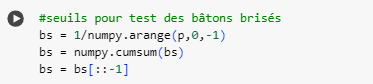 #seuils pour test des bâtons brisés
bs = 1/numpy.arange(p,0,-1)
bs = numpy.cumsum(bs)
bs = bs[::-1]